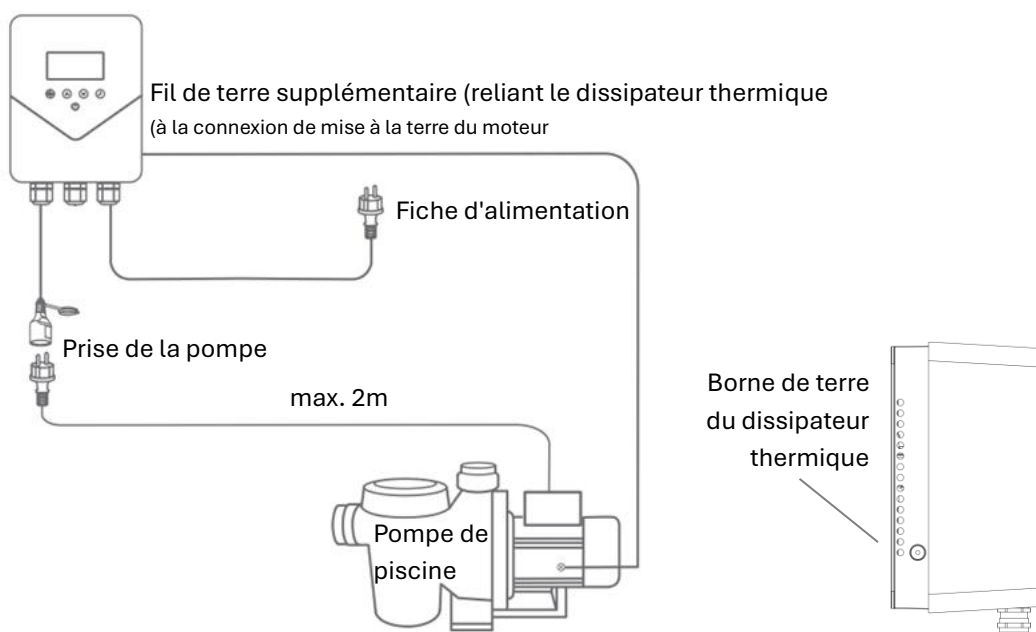 Fil de terre supplémentaire (reliant le dissipateur thermique
(à la connexion de mise à la terre du moteur
Fiche d'alimentation
Prise de la pompe
max. 2m
Pompe de
piscine
Borne de terre
du dissipateur
thermique